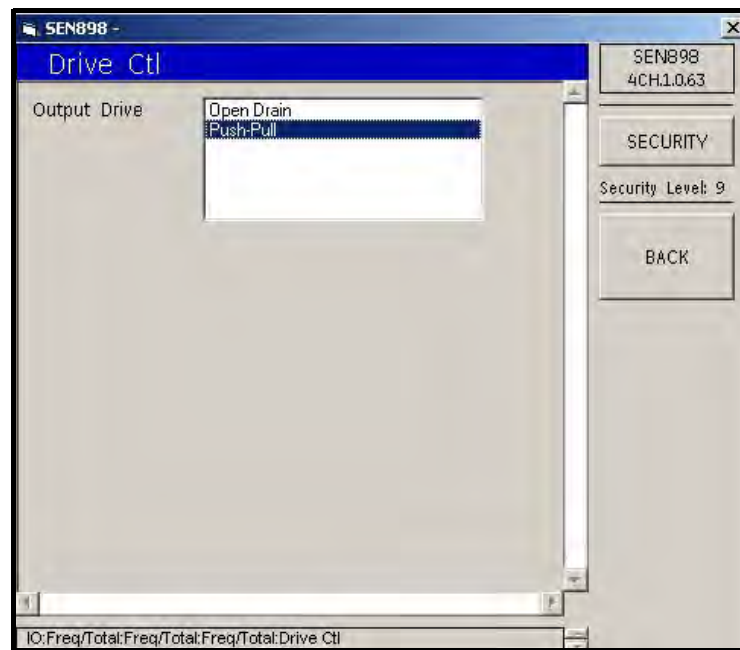 SEN898 -
Drive Ctl
Output Drive
Open Drain
Push-Pull
SEN898
4CH.1.0.63
SECURITY
Security Level: 9
BACK
IO:Freq/Total:Freq/Total:Freq/Total:Drive Ctl